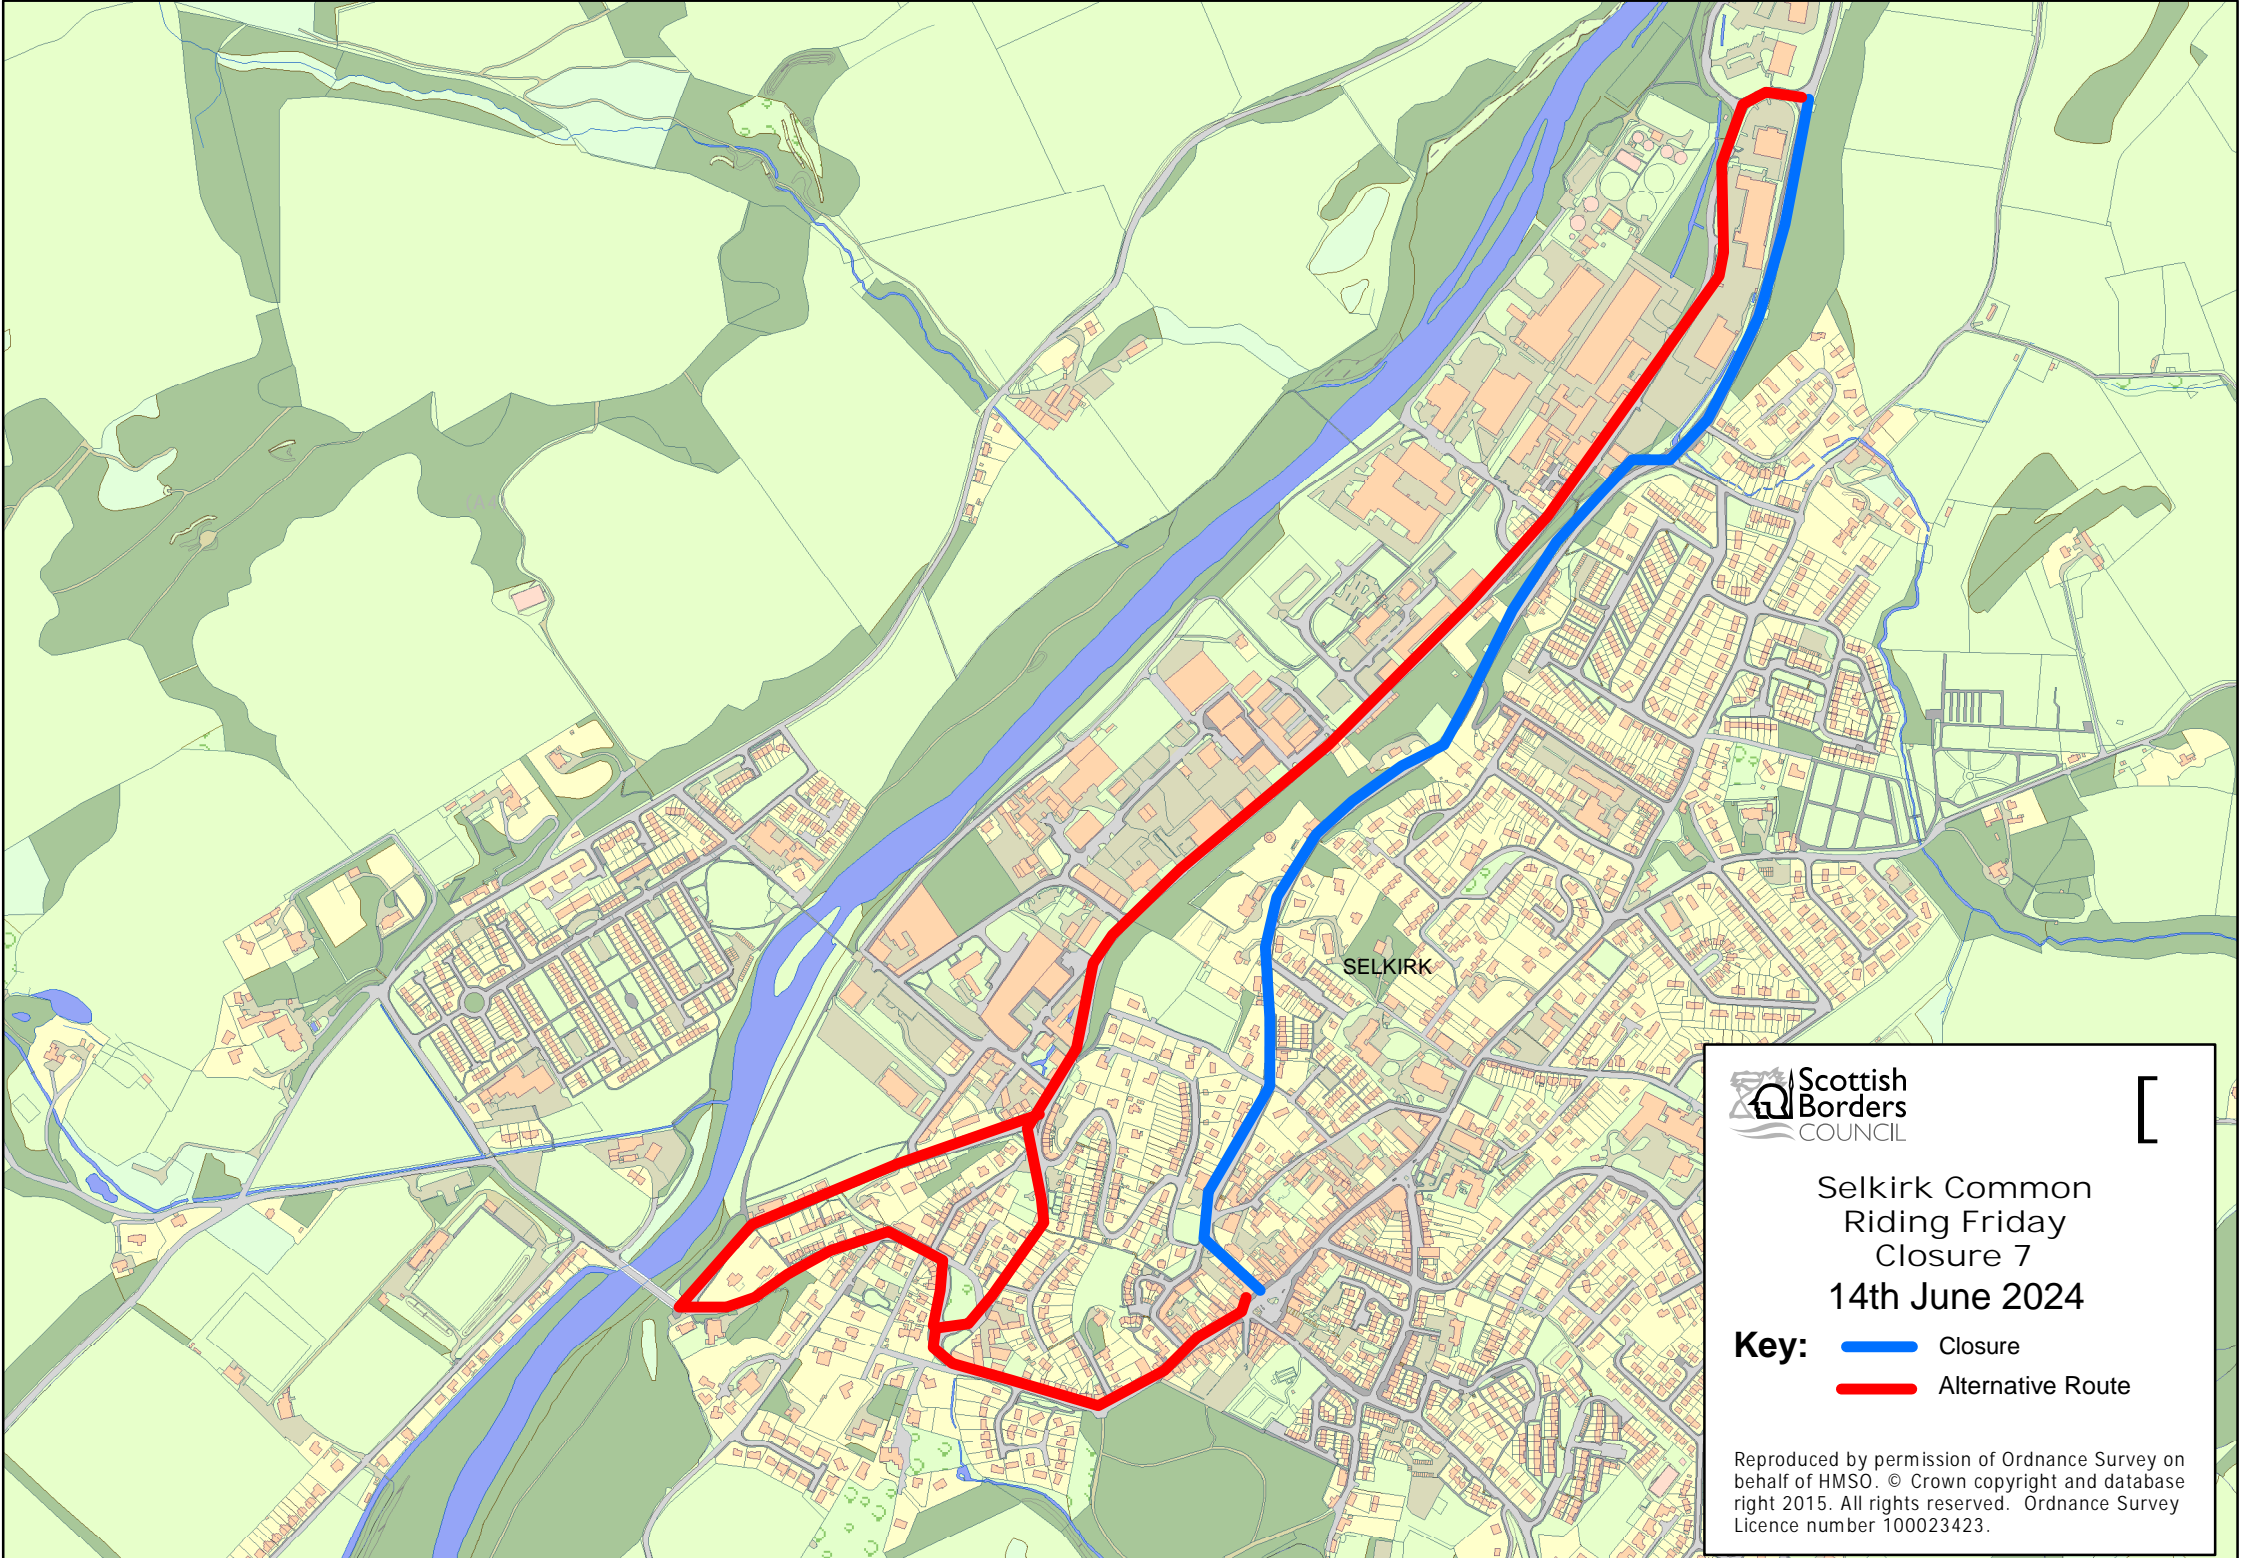 SELKIRK
Scottish
Borders
COUNCIL
[
Selkirk Common
Riding Friday
Closure 7
14th June 2024
Key:
Closure
Alternative Route
Reproduced by permission of Ordnance Survey on
behalf of HMSO. © Crown copyright and database
right 2015. All rights reserved. Ordnance Survey
Licence number 100023423.